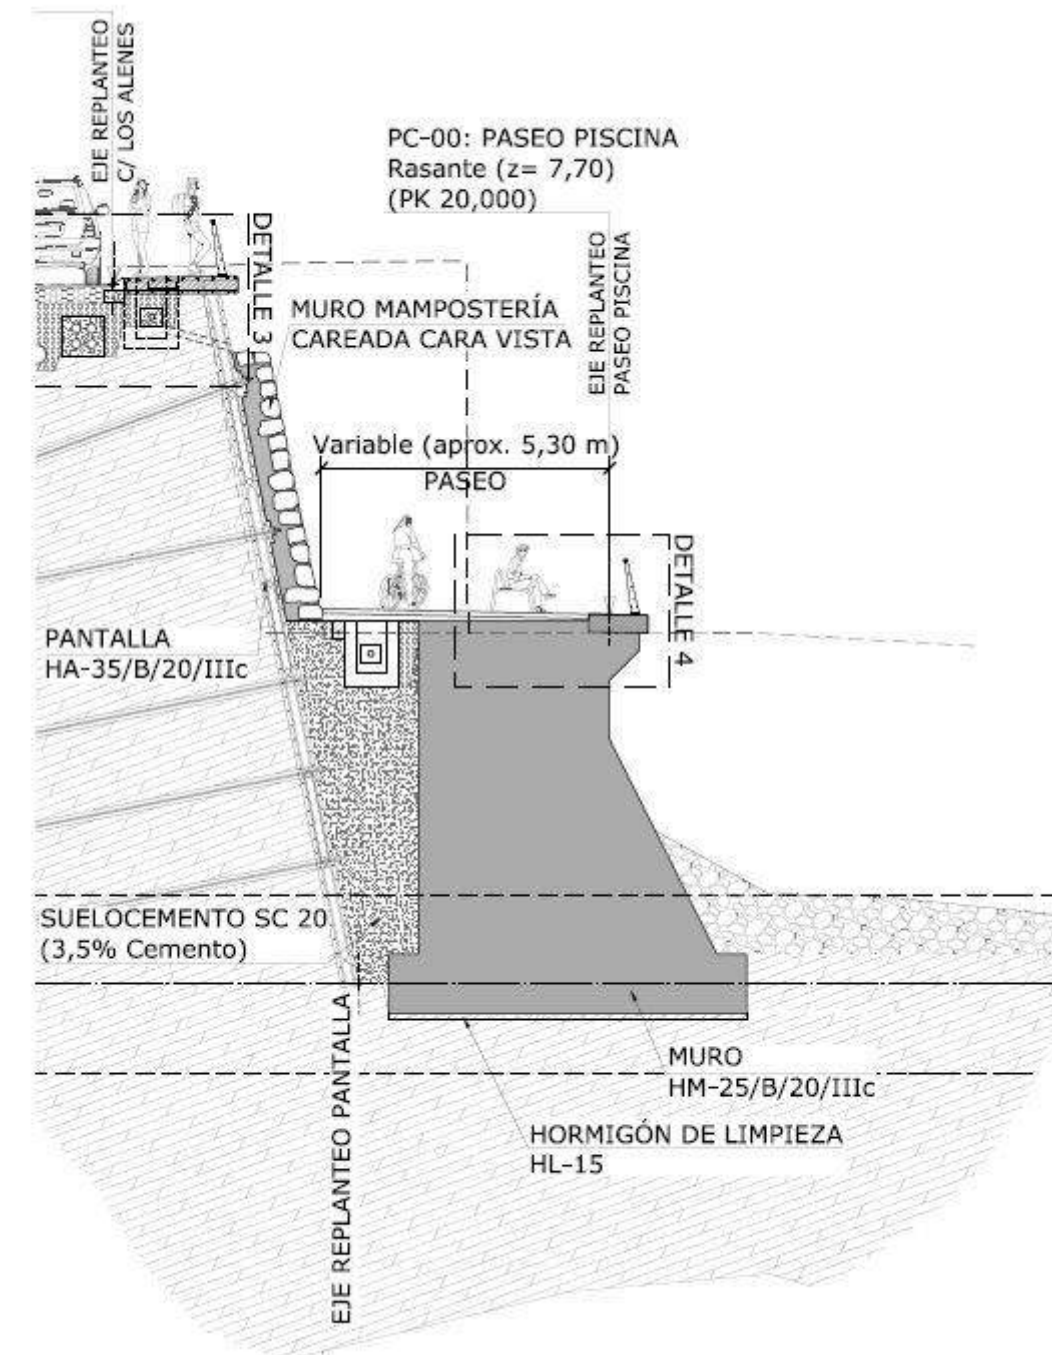 EJE REPLANTEO
C/ LOS ALENES
PC-00: PASEO PISCINA
Rasante (z= 7,70)
(PK 20,000)
EJE REPLANTEO
PASEO PISCINA
DETALLE 3
MURO MAMPOSTERÍA
CAREADA CARA VISTA
Variable (aprox. 5,30 m)
PASEO
DETALLE 4
PANTALLA
HA-35/B/20/IIIc
SUELOCEMENTO SC 20
(3,5% Cemento)
EJE REPLANTEO PANTALLA
MURO
HM-25/B/20/IIIc
HORMIGÓN DE LIMPIEZA
HL-15